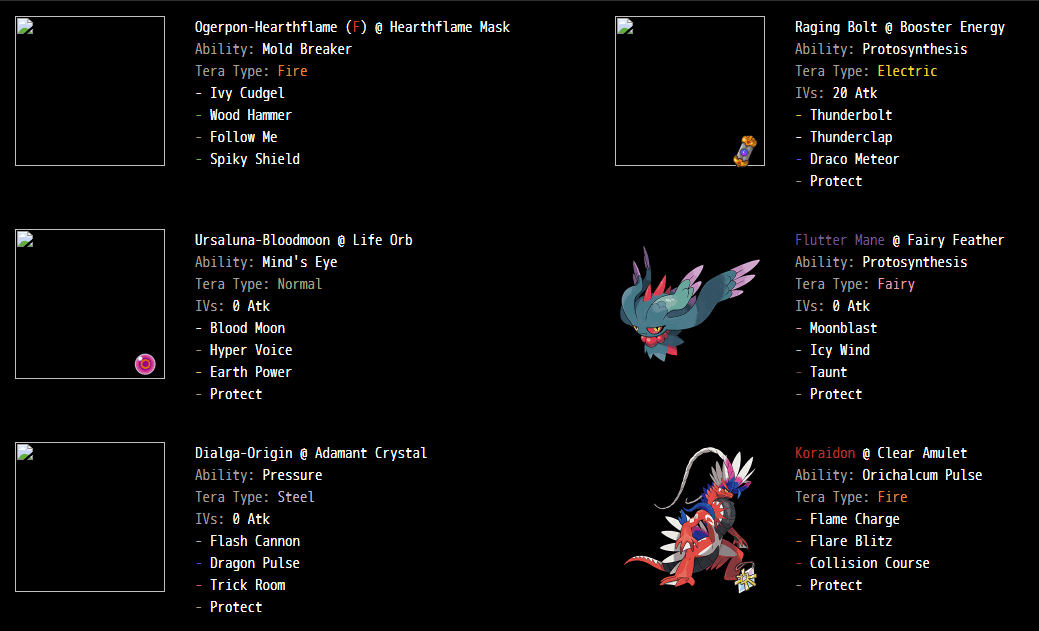 Ogerpon-Hearthflame (F) @ Hearthflame Mask
Ability: Mold Breaker
Tera Type: Fire
- Ivy Cudgel
- Wood Hammer
- Follow Me
- Spiky Shield
Raging Bolt @ Booster Energy
Ability: Protosynthesis
Tera Type: Electric
IVs: 20 Atk
- Thunderbolt
- Thunderclap
- Draco Meteor
- Protect
Ursaluna-Bloodmoon @ Life Orb
Ability: Mind's Eye
Tera Type: Normal
IVs: 0 Atk
- Blood Moon
- Hyper Voice
- Earth Power
- Protect
Flutter Mane @ Fairy Feather
Ability: Protosynthesis
Tera Type: Fairy
IVs: 0 Atk
- Moonblast
- Icy Wind
- Taunt
- Protect
Dialga-Origin @ Adamant Crystal
Ability: Pressure
Tera Type: Steel
IVs: 0 Atk
- Flash Cannon
- Dragon Pulse
- Trick Room
- Protect
Koraidon @ Clear Amulet
Ability: Orichalcum Pulse
Tera Type: Fire
- Flame Charge
- Flare Blitz
- Collision Course
- Protect